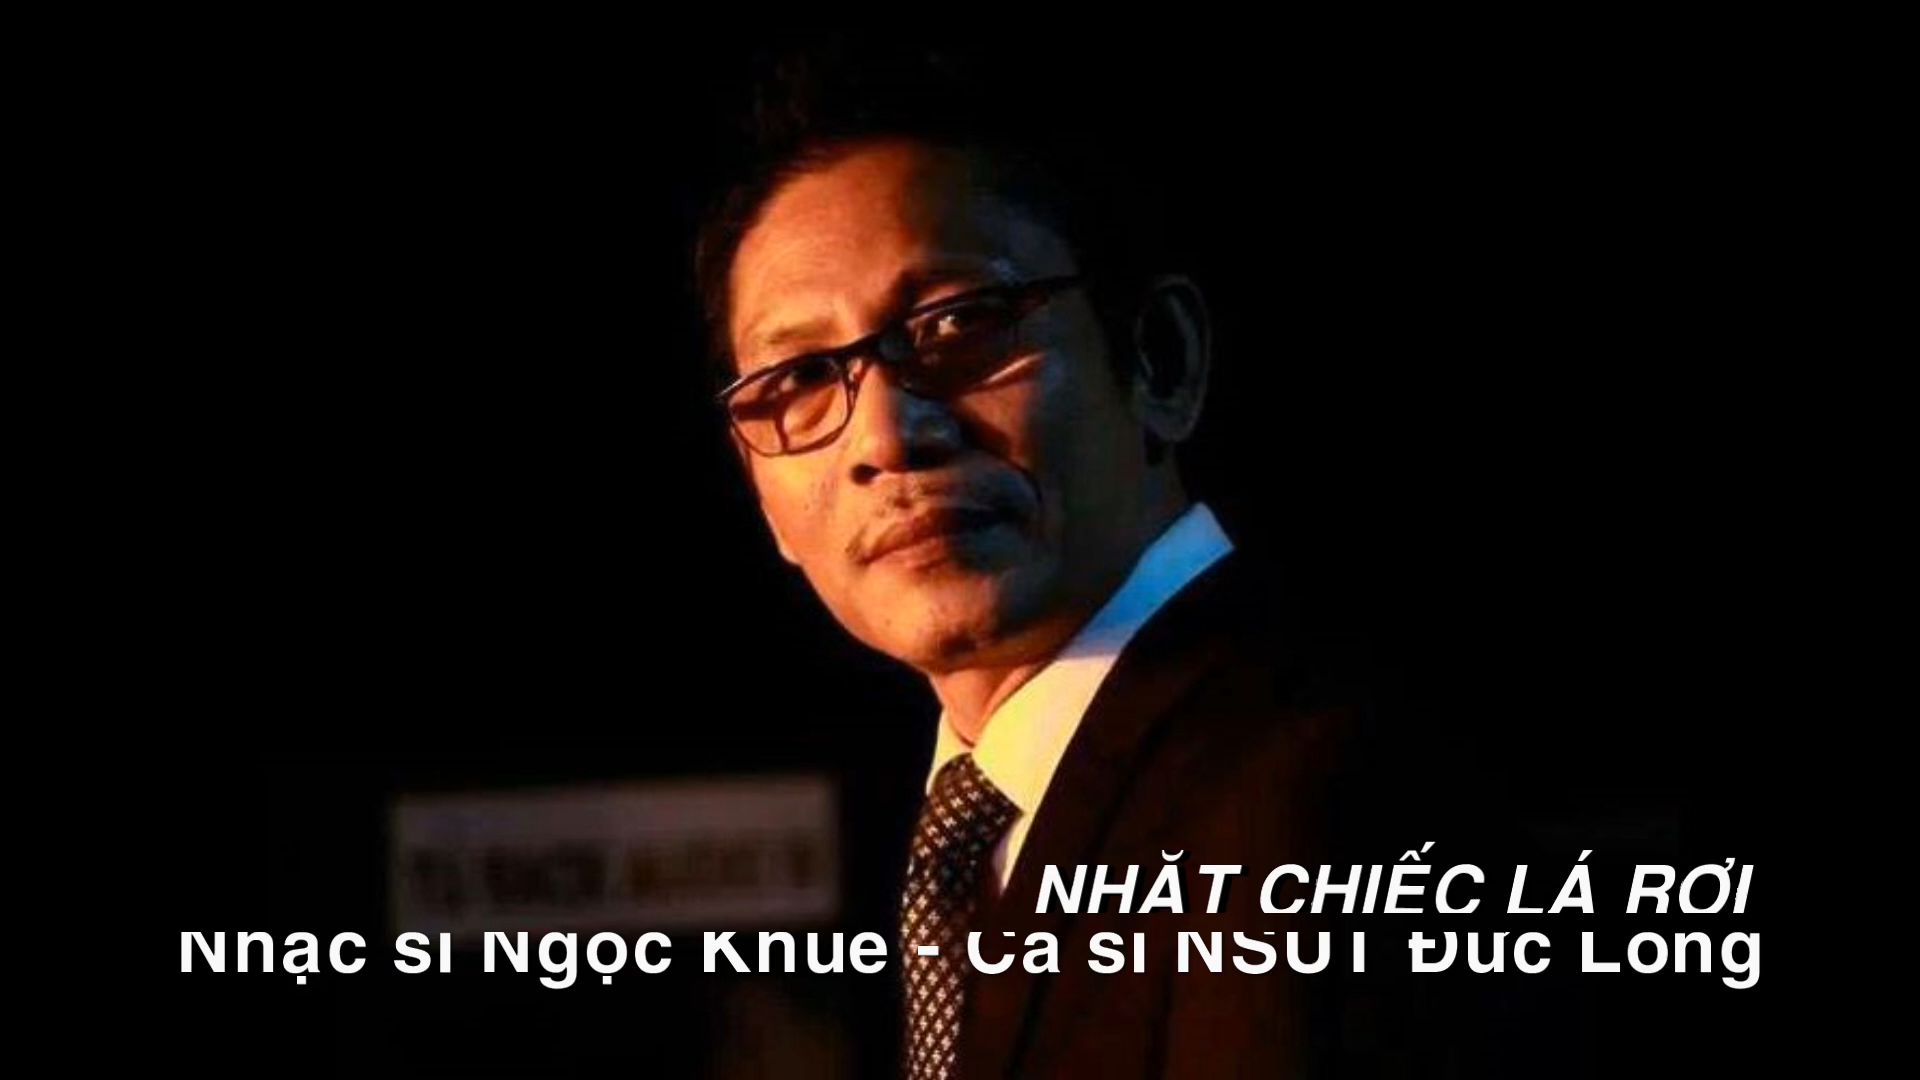 NHẶT CHIẾC LÁ RƠI
Nhạc sĩ Ngọc Khuê - Ca sĩ NSƯT Đức Long